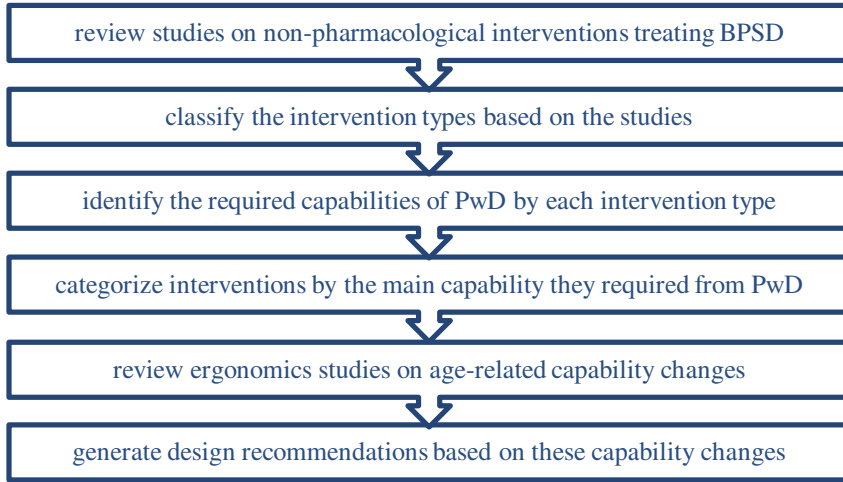 review studies on non-pharmacological interventions treating BPSD
classify the intervention types based on the studies
identify the required capabilities of PwD by each intervention type
categorize interventions by the main capability they required from PwD
review ergonomics studies on age-related capability changes
generate design recommendations based on these capability changes